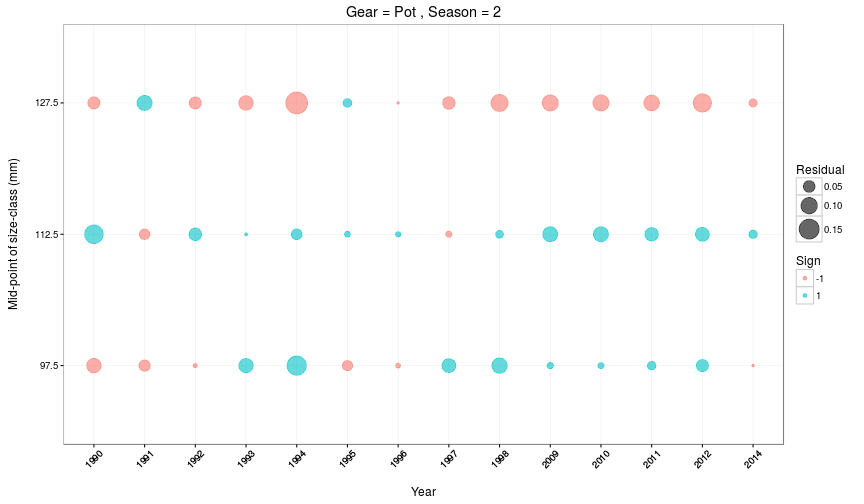 Gear = Pot , Season = 2
Mid-point of size-class (mm)
127.5
112.5
97.5
1990 1991 1992 1993 1994 1995 1996 1997 1998 2009 2010 2011 2012 2014
Year
Residual
0.05
0.10
0.15
Sign
-1
1